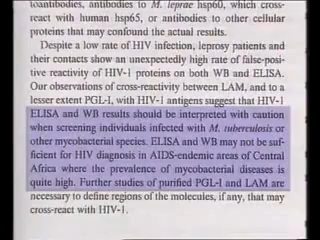 toantibodies, antibodies to M. leprae hsp60, which cross-
react with human hsp65, or antibodies to other cellular
proteins that may confound the actual results.
Despite a low rate of HIV infection, leprosy patients and
their contacts show an unexpectedly high rate of false-posi-
tive reactivity of HIV-1 proteins on both WB and ELISA.
Our observations of cross-reactivity between LAM, and to a
lesser extent PGL-I, with HIV-1 antigens suggest that HIV-1
ELISA and WB results should be interpreted with caution
when screening individuals infected with M. tuberculosis or
other mycobacterial species. ELISA and WB may not be suf-
ficient for HIV diagnosis in AIDS-endemic areas of Central
Africa where the prevalence of mycobacterial diseases is
quite high. Further studies of purified PGL-I and LAM are
necessary to define regions of the molecules, if any, that may
cross-react with HIV-1.